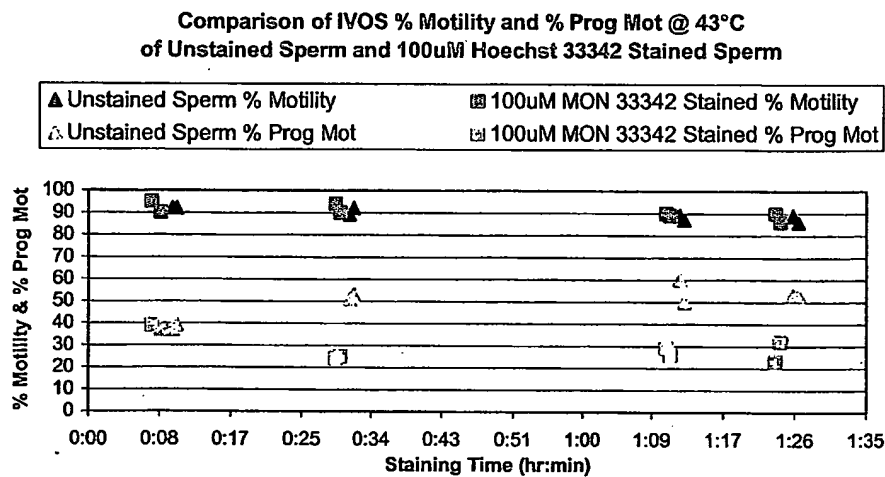 Comparison of IVOS % Motility and % Prog Mot @ 43°C
of Unstained Sperm and 100uM Hoechst 33342 Stained Sperm
Unstained Sperm % Motility
100uM MON 33342 Stained % Motility
Unstained Sperm % Prog Mot
100uM MON 33342 Stained % Prog Mot
% Motility & % Prog Mot
100
90
80
70
60
50
40
30
20
10
0
0:00 0:08 0:17 0:25 0:34 0:43 0:51 1:00 1:09 1:17 1:26 1:35
Staining Time (hr:min)